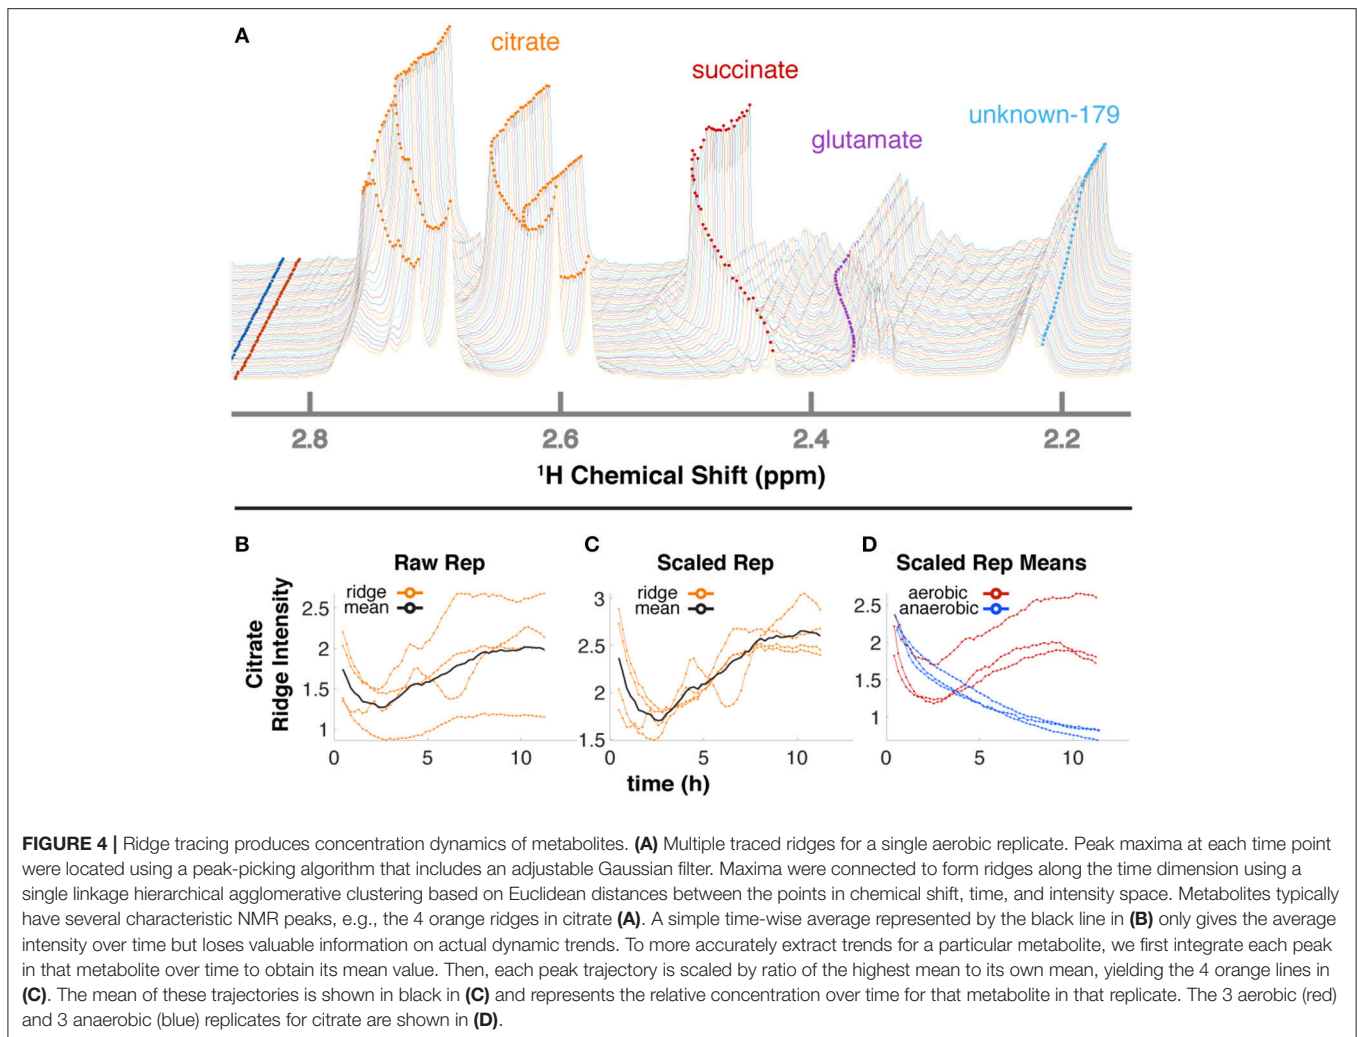 A
citrate
succinate
unknown-179
glutamate
2.8 2.6 2.4 2.2
¹H Chemical Shift (ppm)
B
Raw Rep
ridge
mean
Citrate
Ridge Intensity
2.5
2
1.5
1
0 5 10
C
Scaled Rep
ridge
mean
3
2.5
2
1.5
0 5 10
time (h)
D
Scaled Rep Means
aerobic
anaerobic
2.5
2
1.5
1
0 5 10
FIGURE 4 | Ridge tracing produces concentration dynamics of metabolites. (A) Multiple traced ridges for a single aerobic replicate. Peak maxima at each time point
were located using a peak-picking algorithm that includes an adjustable Gaussian filter. Maxima were connected to form ridges along the time dimension using a
single linkage hierarchical agglomerative clustering based on Euclidean distances between the points in chemical shift, time, and intensity space. Metabolites typically
have several characteristic NMR peaks, e.g., the 4 orange ridges in citrate (A). A simple time-wise average represented by the black line in (B) only gives the average
intensity over time but loses valuable information on actual dynamic trends. To more accurately extract trends for a particular metabolite, we first integrate each peak
in that metabolite over time to obtain its mean value. Then, each peak trajectory is scaled by ratio of the highest mean to its own mean, yielding the 4 orange lines in
(C). The mean of these trajectories is shown in black in (C) and represents the relative concentration over time for that metabolite in that replicate. The 3 aerobic (red)
and 3 anaerobic (blue) replicates for citrate are shown in (D).